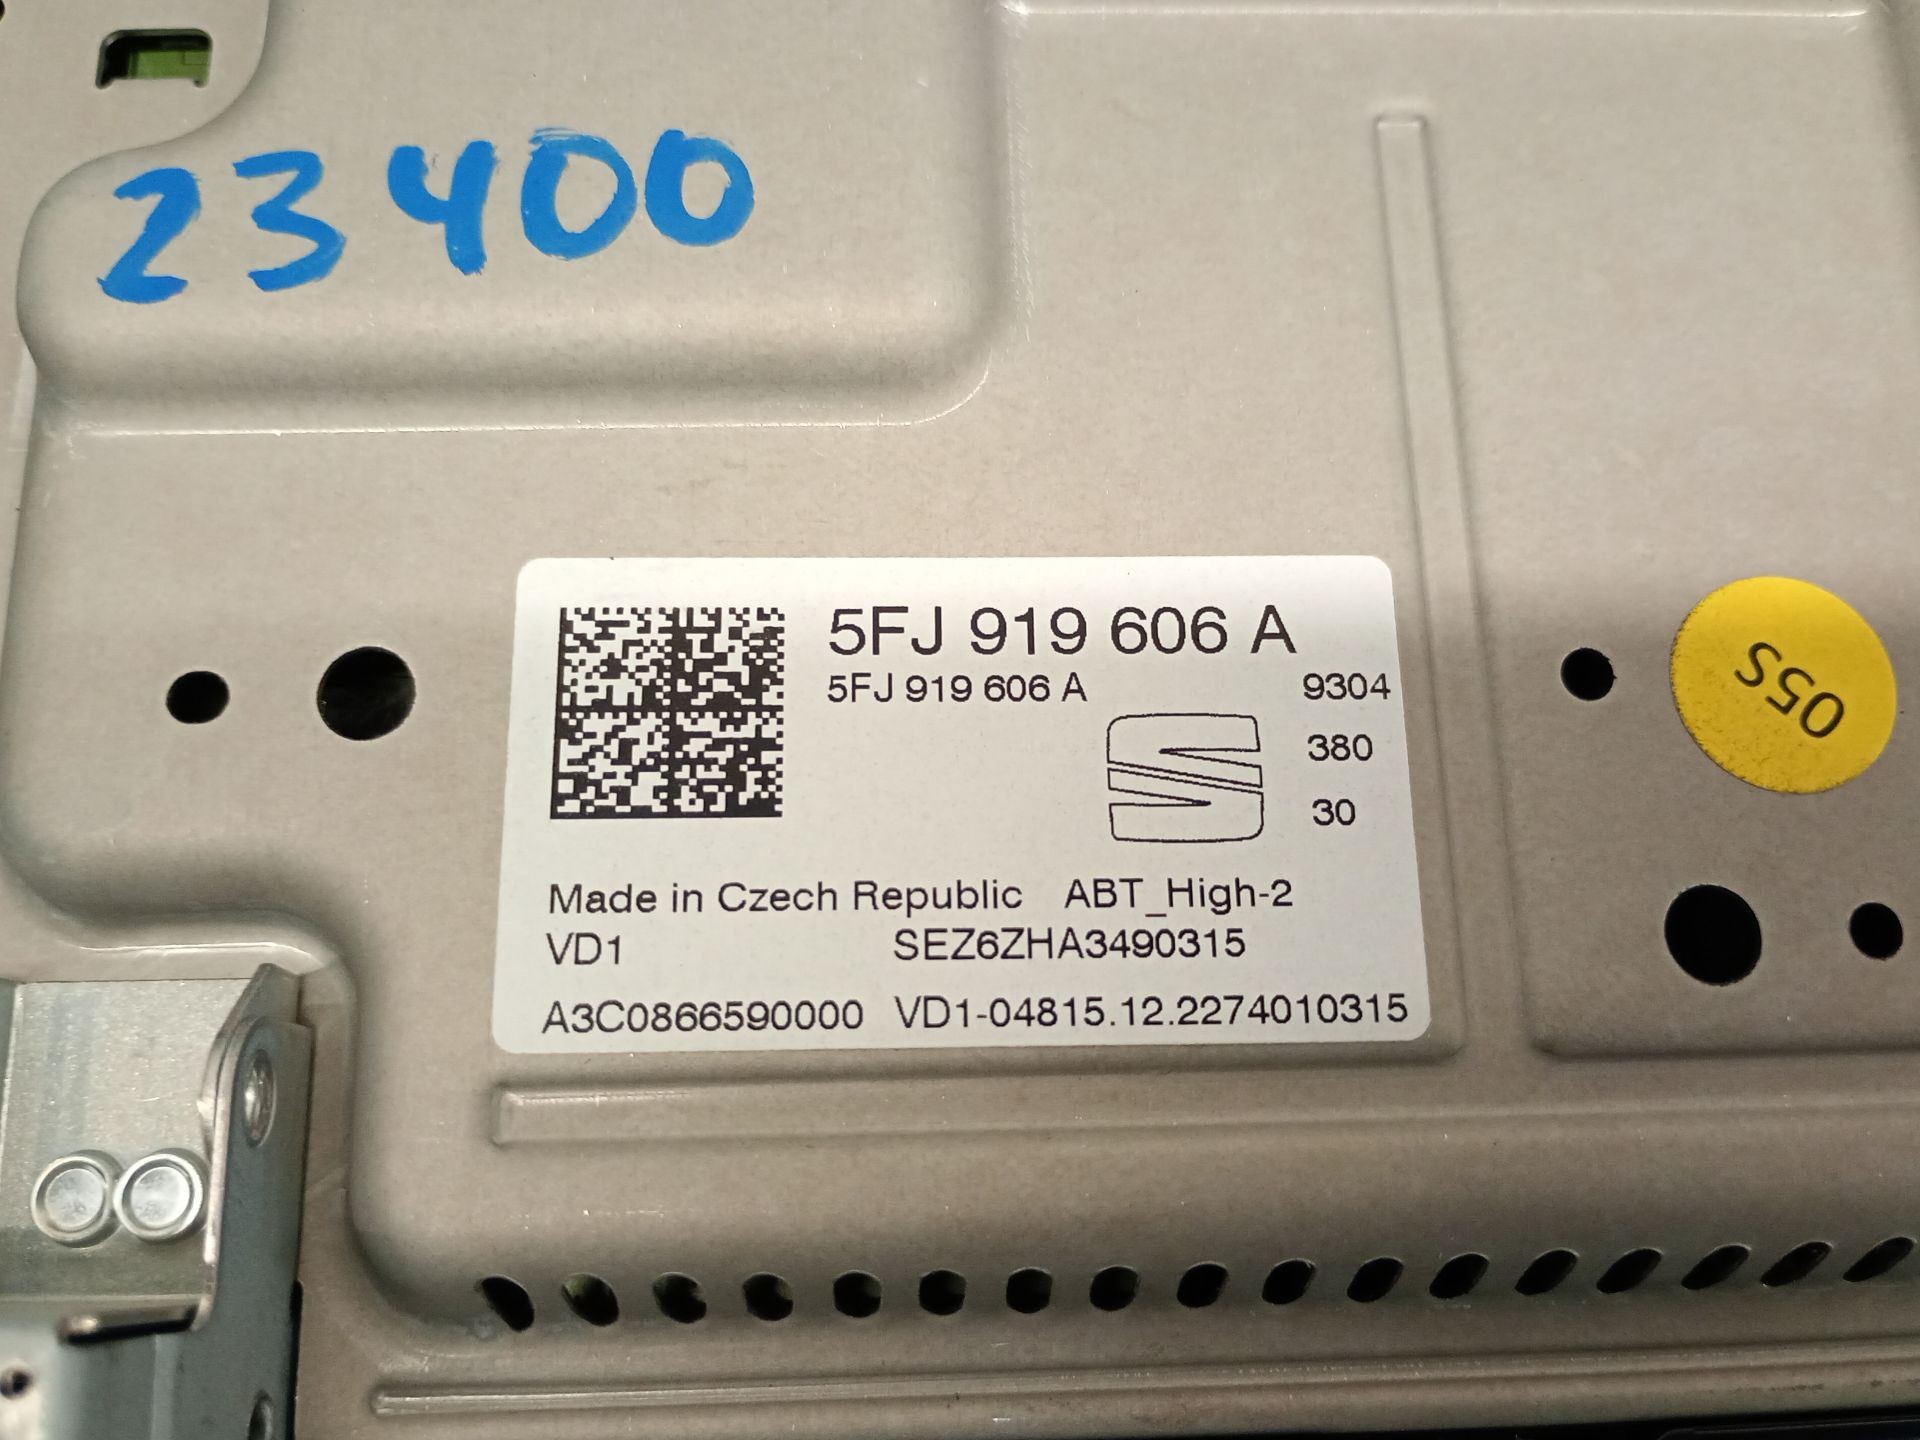 23400
5FJ 919 606 A
5FJ 919 606 A 9304
380
30
05S
Made in Czech Republic ABT_High-2
VD1 SEZ6ZHA3490315
A3C0866590000 VD1-04815.12.2274010315